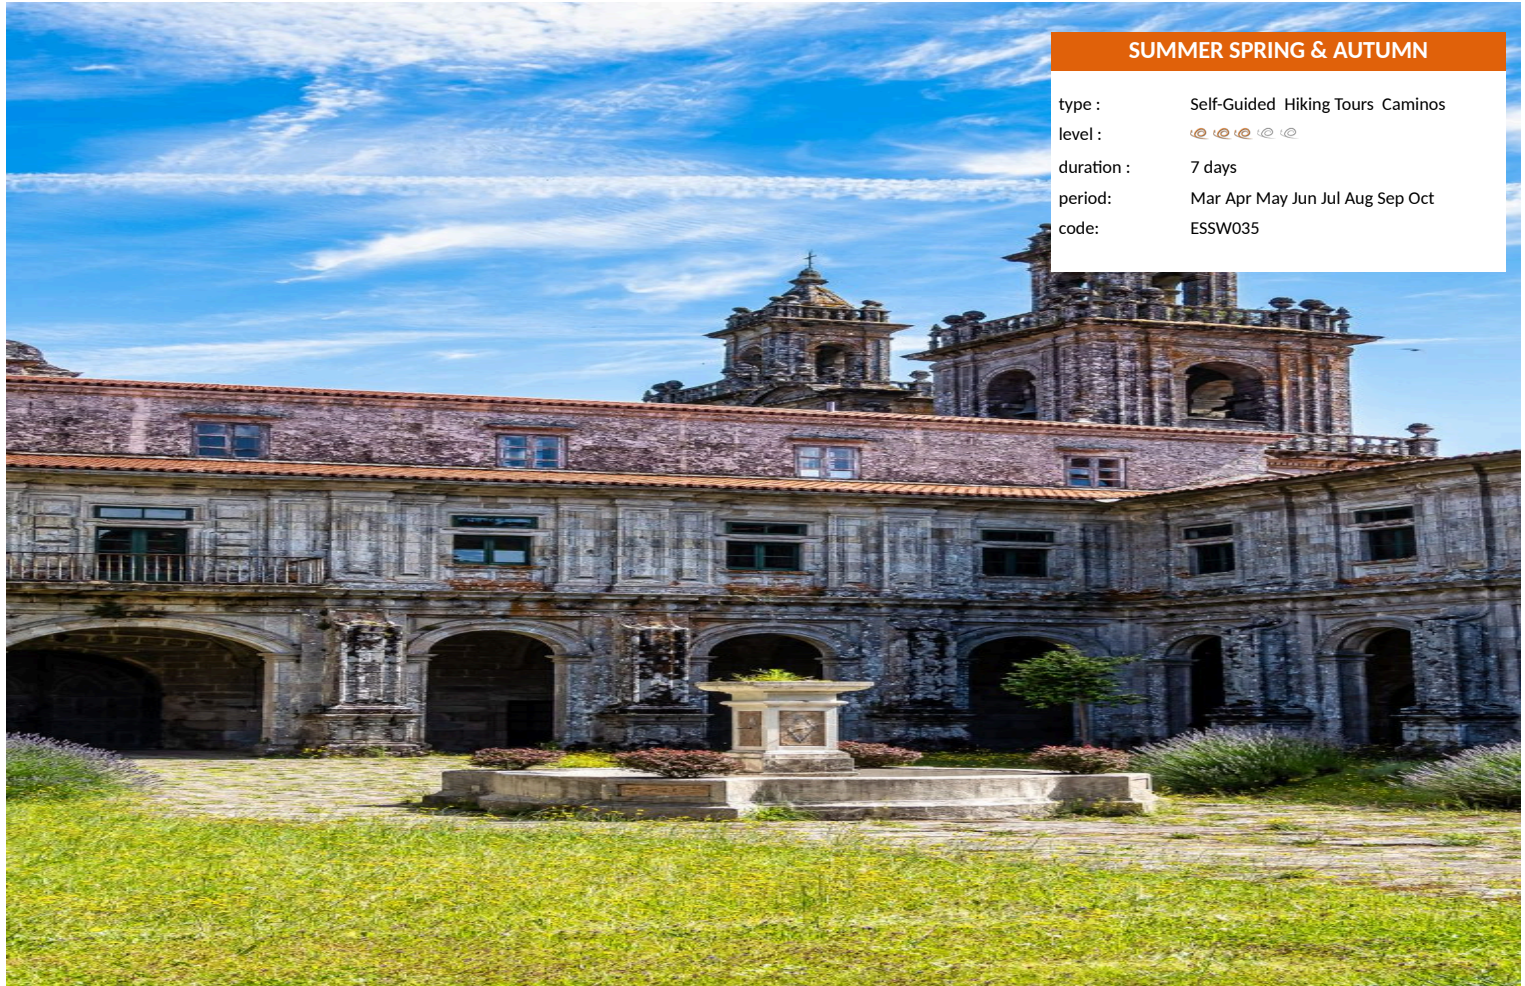 SUMMER SPRING & AUTUMN
type : Self-Guided Hiking Tours Caminos
level :
duration : 7 days
period: Mar Apr May Jun Jul Aug Sep Oct
code: ESSW035